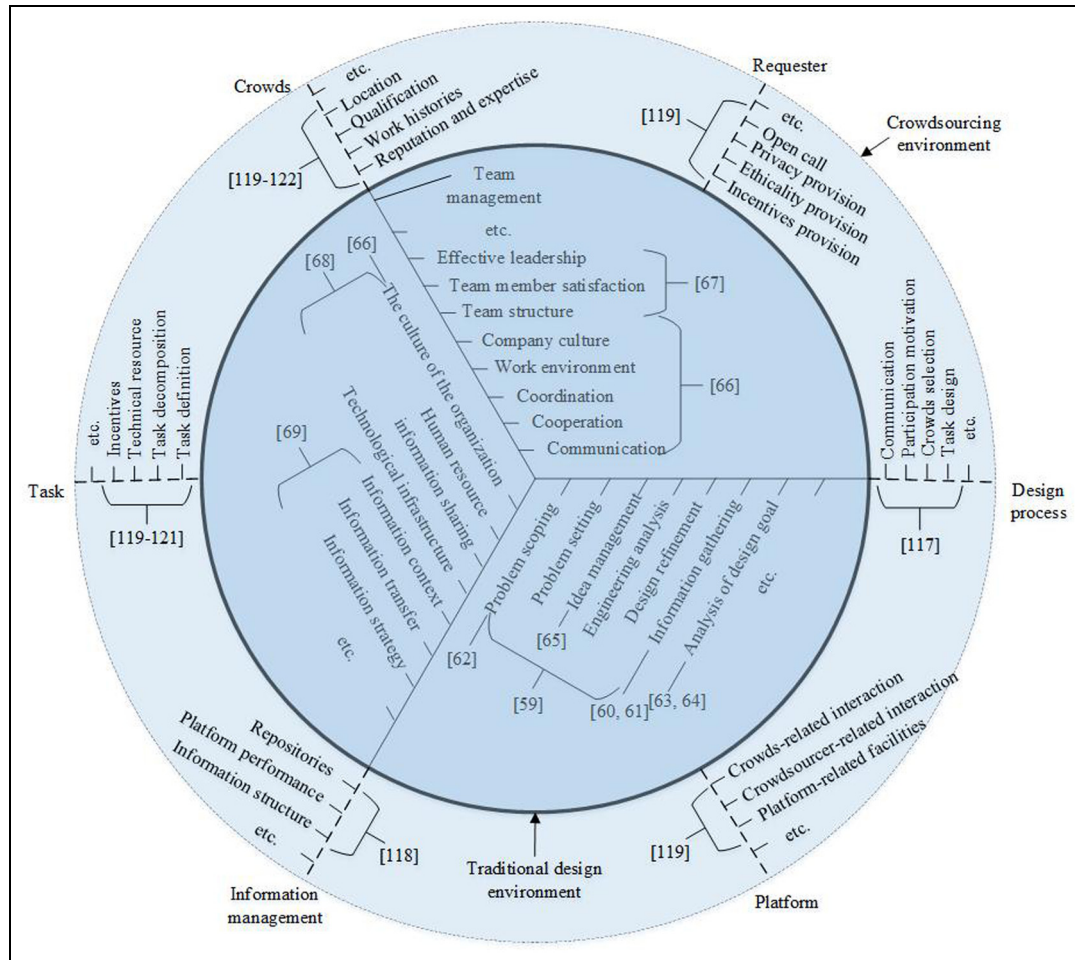 Crowds
etc.
Location
Qualification
Work histories
Reputation and expertise
[119-122]
Requester
etc.
Open call
Privacy provision
Ethicality provision
Incentives provision
[119]
Crowdsourcing
environment
Team
management
etc.
Effective leadership
Team member satisfaction
Team structure
Company culture
Work environment
Coordination
Cooperation
Communication
[67]
[66]
[66]
[68]
The culture of the organization
Human resource
information sharing
Technological infrastructure
[69]
Information context
Information transfer
Information strategy
etc.
Task
etc.
Incentives
Technical resource
Task decomposition
Task definition
[119-121]
Communication
Participation motivation
Crowds selection
Task design
etc.
Design
process
[117]
Problem scoping
Problem setting
Idea management
Engineering analysis
Design refinement
Information gathering
Analysis of design goal
etc.
[62]
[65]
[59]
[60, 61]
[63, 64]
Repositories
Platform performance
Information structure
etc.
[118]
Information
management
Traditional design
environment
Crowds-related interaction
Crowdsourcer-related interaction
Platform-related facilities
etc.
[119]
Platform